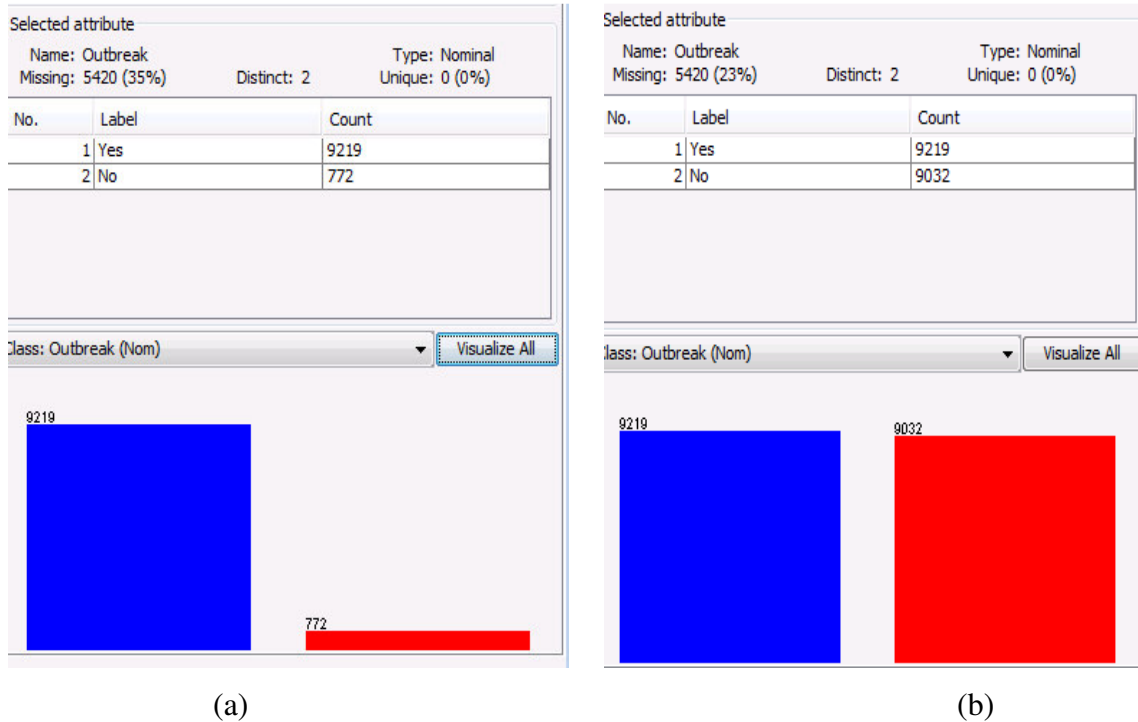 Selected attribute
Name: Outbreak Type: Nominal
Missing: 5420 (35%) Distinct: 2 Unique: 0 (0%)
No. Label Count
1 Yes 9219
2 No 772
Class: Outbreak (Nom) Visualize All
9219
772
(a)
Selected attribute
Name: Outbreak Type: Nominal
Missing: 5420 (23%) Distinct: 2 Unique: 0 (0%)
No. Label Count
1 Yes 9219
2 No 9032
lass: Outbreak (Nom) Visualize All
9219
9032
(b)